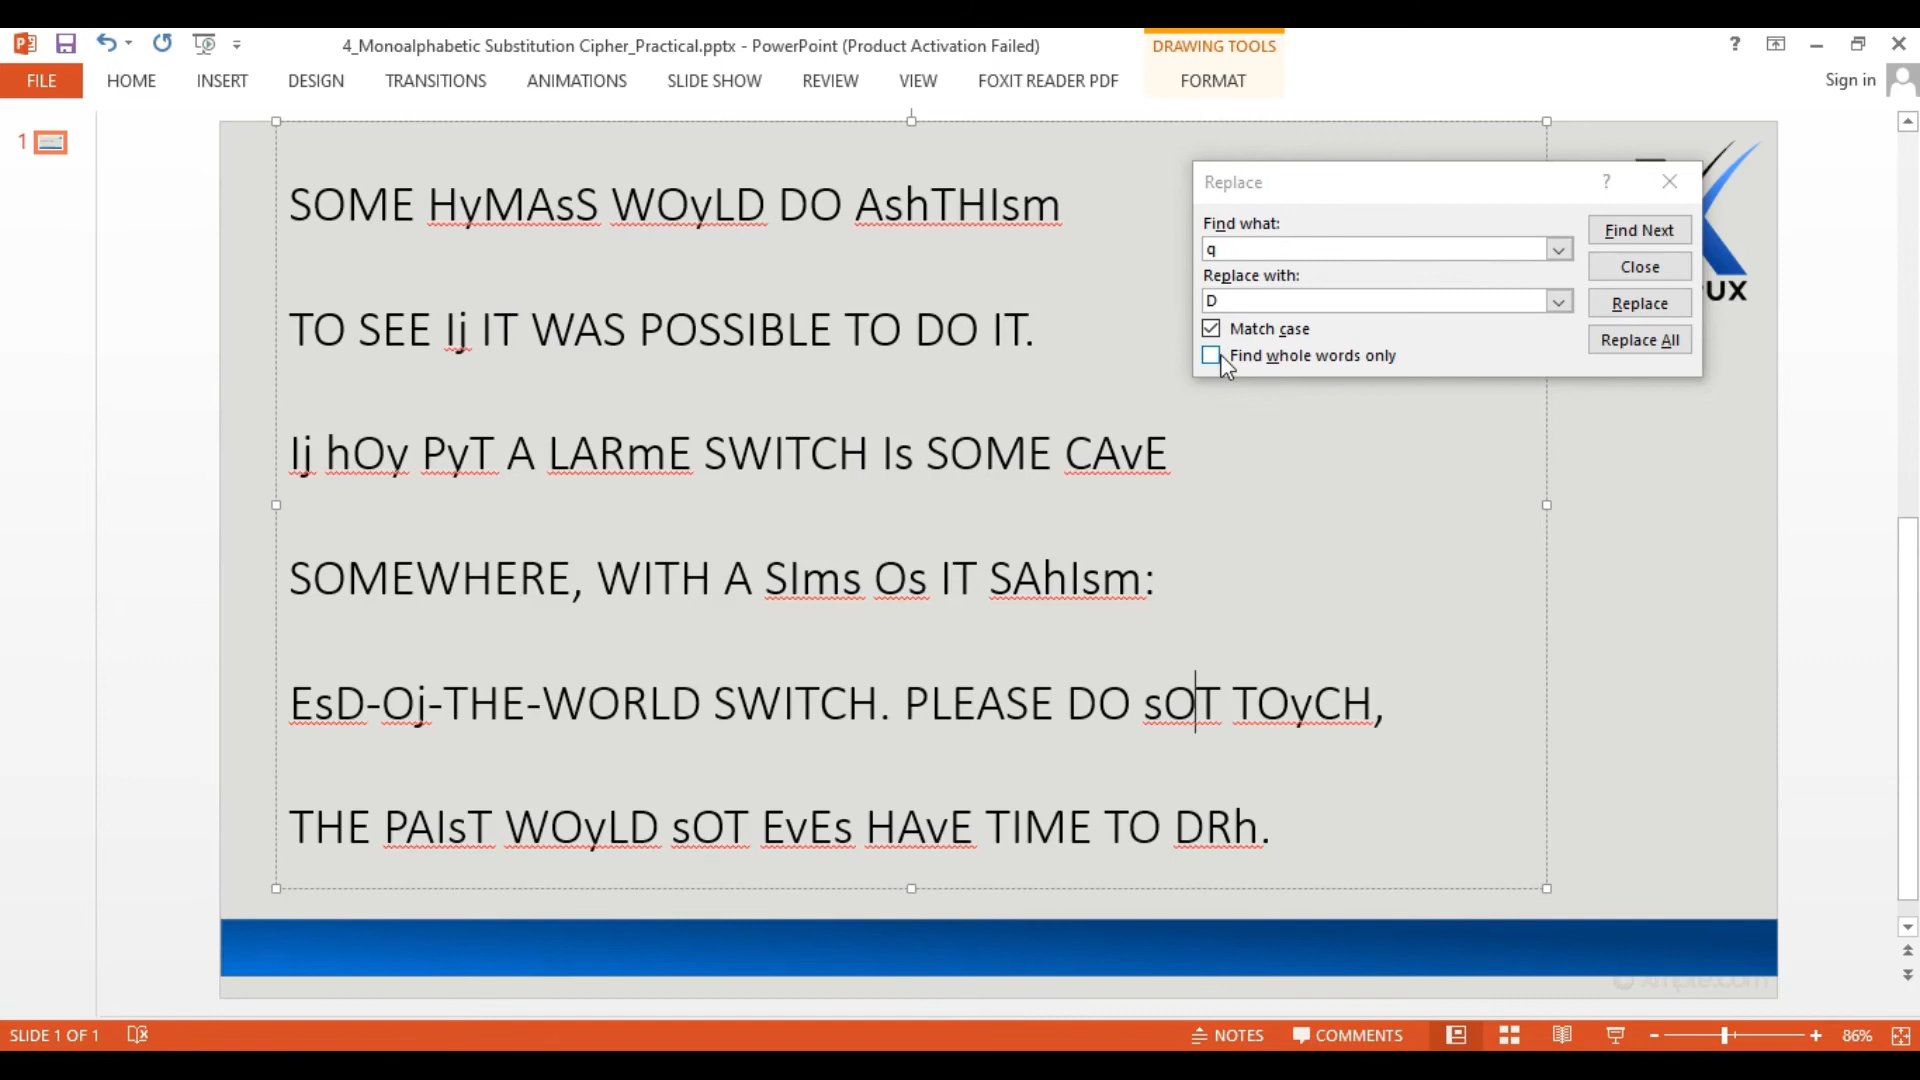 4_Monoalphabetic Substitution Cipher_Practical.pptx - PowerPoint (Product Activation Failed)
DRAWING TOOLS
?
FILE HOME INSERT DESIGN TRANSITIONS ANIMATIONS SLIDE SHOW REVIEW VIEW FOXIT READER PDF FORMAT
Sign in
1
SOME HyMAsS WOyLD DO AshTHIsm
TO SEE Ij IT WAS POSSIBLE TO DO IT.
Ij hOy PyT A LARmE SWITCH Is SOME CAvE
SOMEWHERE, WITH A SIms Os IT SAhIsm:
EsD-Oj-THE-WORLD SWITCH. PLEASE DO sOT TOyCH,
THE PAIsT WOyLD sOT EvEs HAvE TIME TO DRh.
Replace
?
Find what:
q
Replace with:
D
Match case
Find whole words only
Find Next
Close
Replace
Replace All
UX
SLIDE 1 OF 1
NOTES
COMMENTS
86%